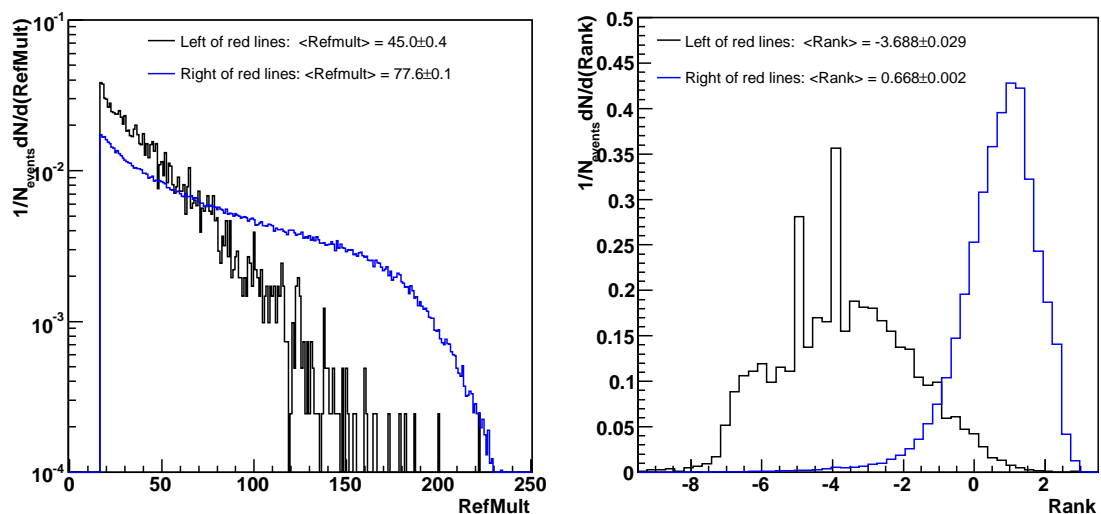 1/N_events dN/d(RefMult)
10^-1
10^-2
10^-3
10^-4
Left of red lines: <Refmult> = 45.0±0.4
Right of red lines: <Refmult> = 77.6±0.1
0 50 100 150 200 250
RefMult
1/N_events dN/d(Rank)
0.5
0.45
0.4
0.35
0.3
0.25
0.2
0.15
0.1
0.05
0
Left of red lines: <Rank> = -3.688±0.029
Right of red lines: <Rank> = 0.668±0.002
-8 -6 -4 -2 0 2
Rank